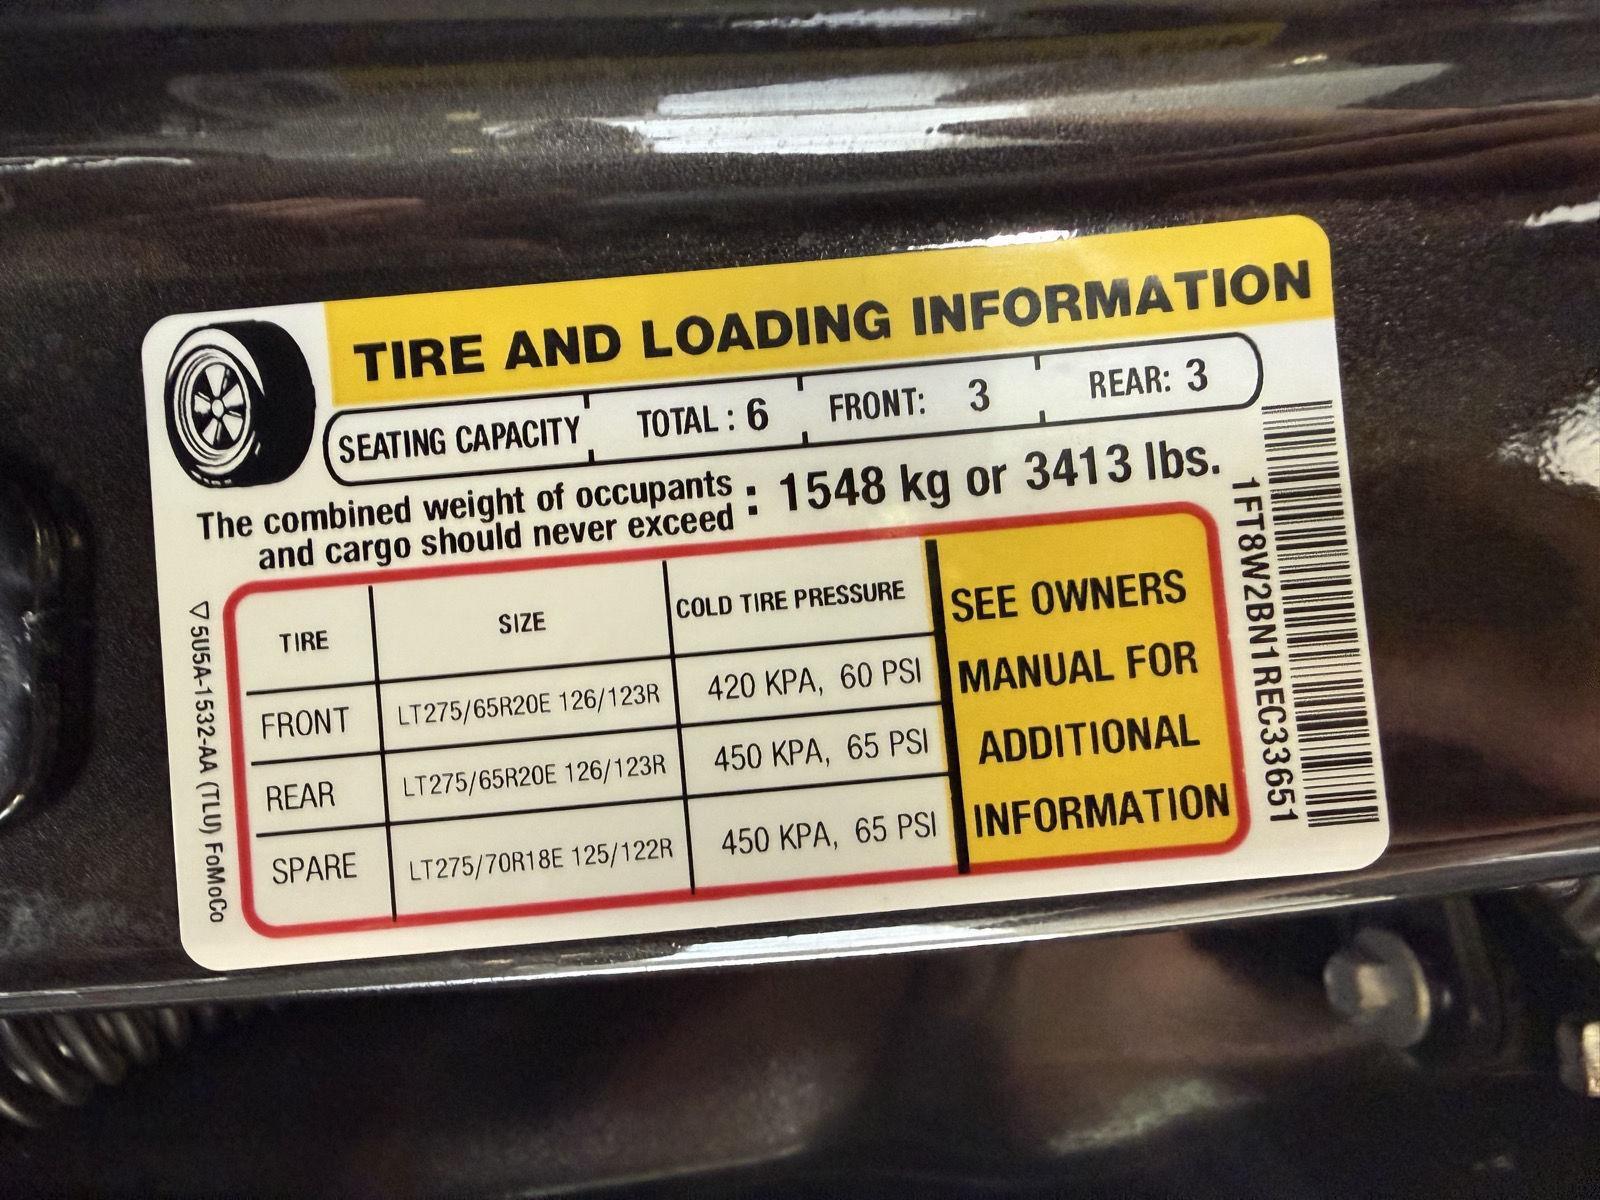 TIRE AND LOADING INFORMATION
SEATING CAPACITY TOTAL : 6 FRONT: 3 REAR: 3
The combined weight of occupants
and cargo should never exceed : 1548 kg or 3413 lbs.
TIRE SIZE COLD TIRE PRESSURE
FRONT LT275/65R20E 126/123R 420 KPA, 60 PSI
REAR LT275/65R20E 126/123R 450 KPA, 65 PSI
SPARE LT275/70R18E 125/122R 450 KPA, 65 PSI
SEE OWNERS
MANUAL FOR
ADDITIONAL
INFORMATION
1FT8W2BN1REC33651
5U5A-1532-AA (TLU) FoMoCo